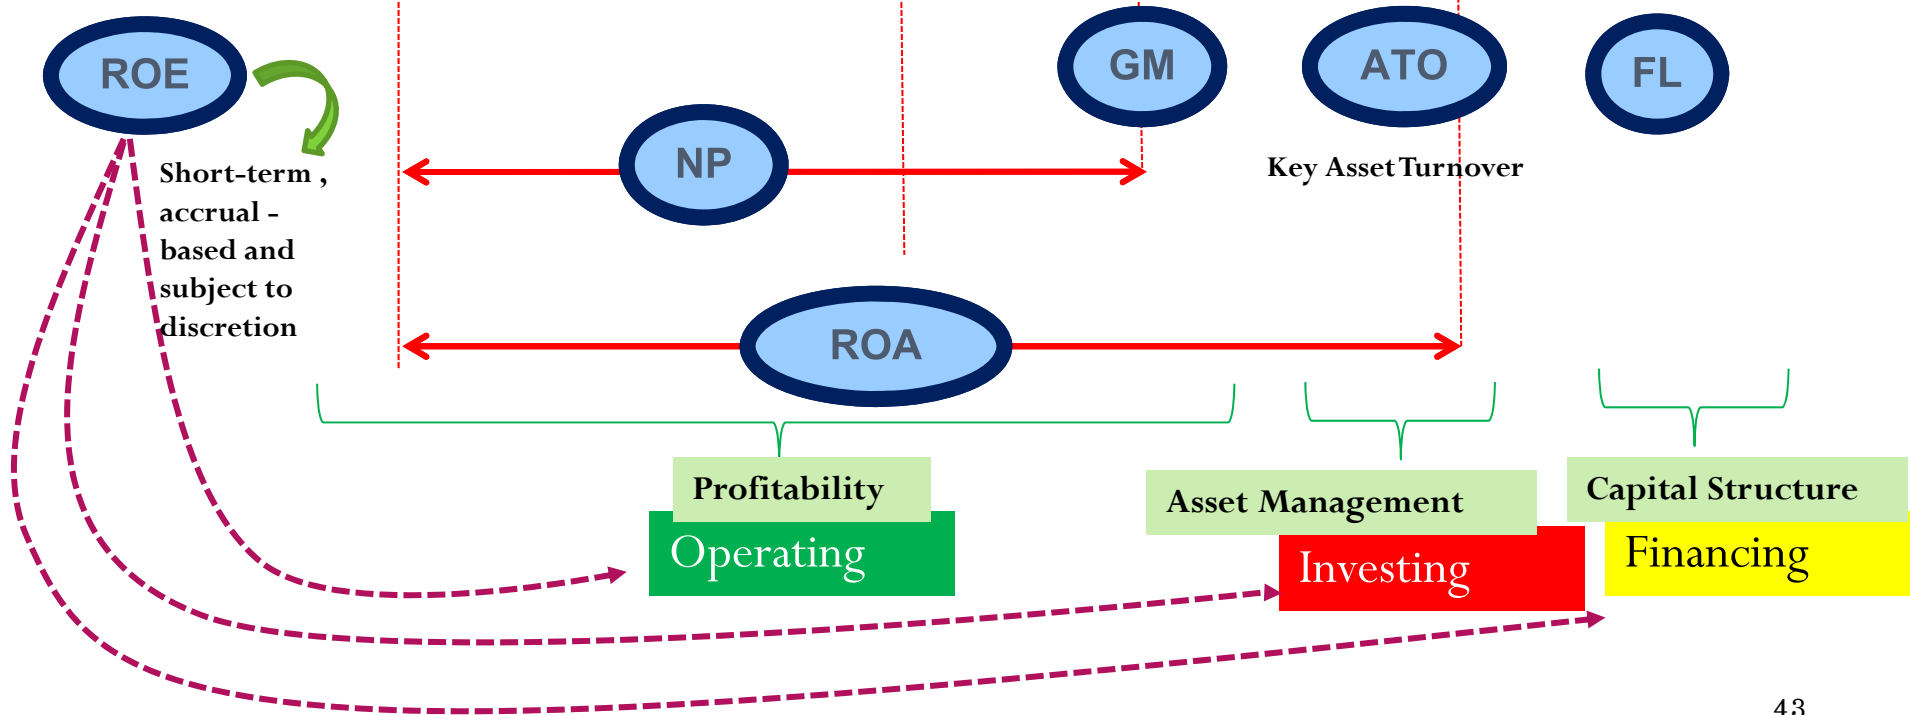 ROE
GM
ATO
FL
NP
Key Asset Turnover
Short-term ,
accrual -
based and
subject to
discretion
ROA
Profitability
Asset Management
Capital Structure
Operating
Investing
Financing
43